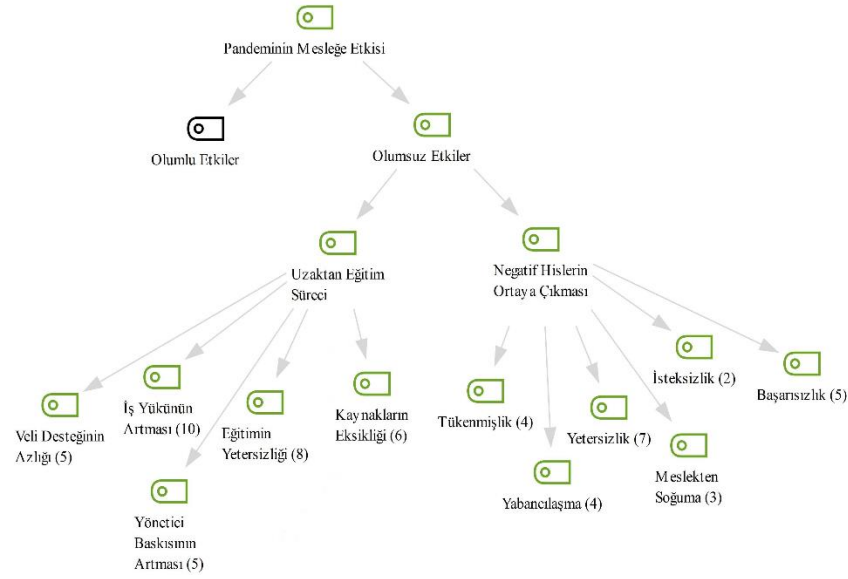 Pandeminin Mesleğe Etkisi
Olumlu Etkiler
Olumsuz Etkiler
Uzaktan Eğitim
Süreci
Negatif Hislerin
Ortaya Çıkması
Veli Desteğinin
Azlığı (5)
İş Yükünün
Artması (10)
Yönetici
Baskısının
Artması (5)
Eğitimin
Yetersizliği (8)
Kaynakların
Eksikliği (6)
Tükenmişlik (4)
Yabancılaşma (4)
Yetersizlik (7)
Meslekten
Soğuma (3)
İsteksizlik (2)
Başarısızlık (5)